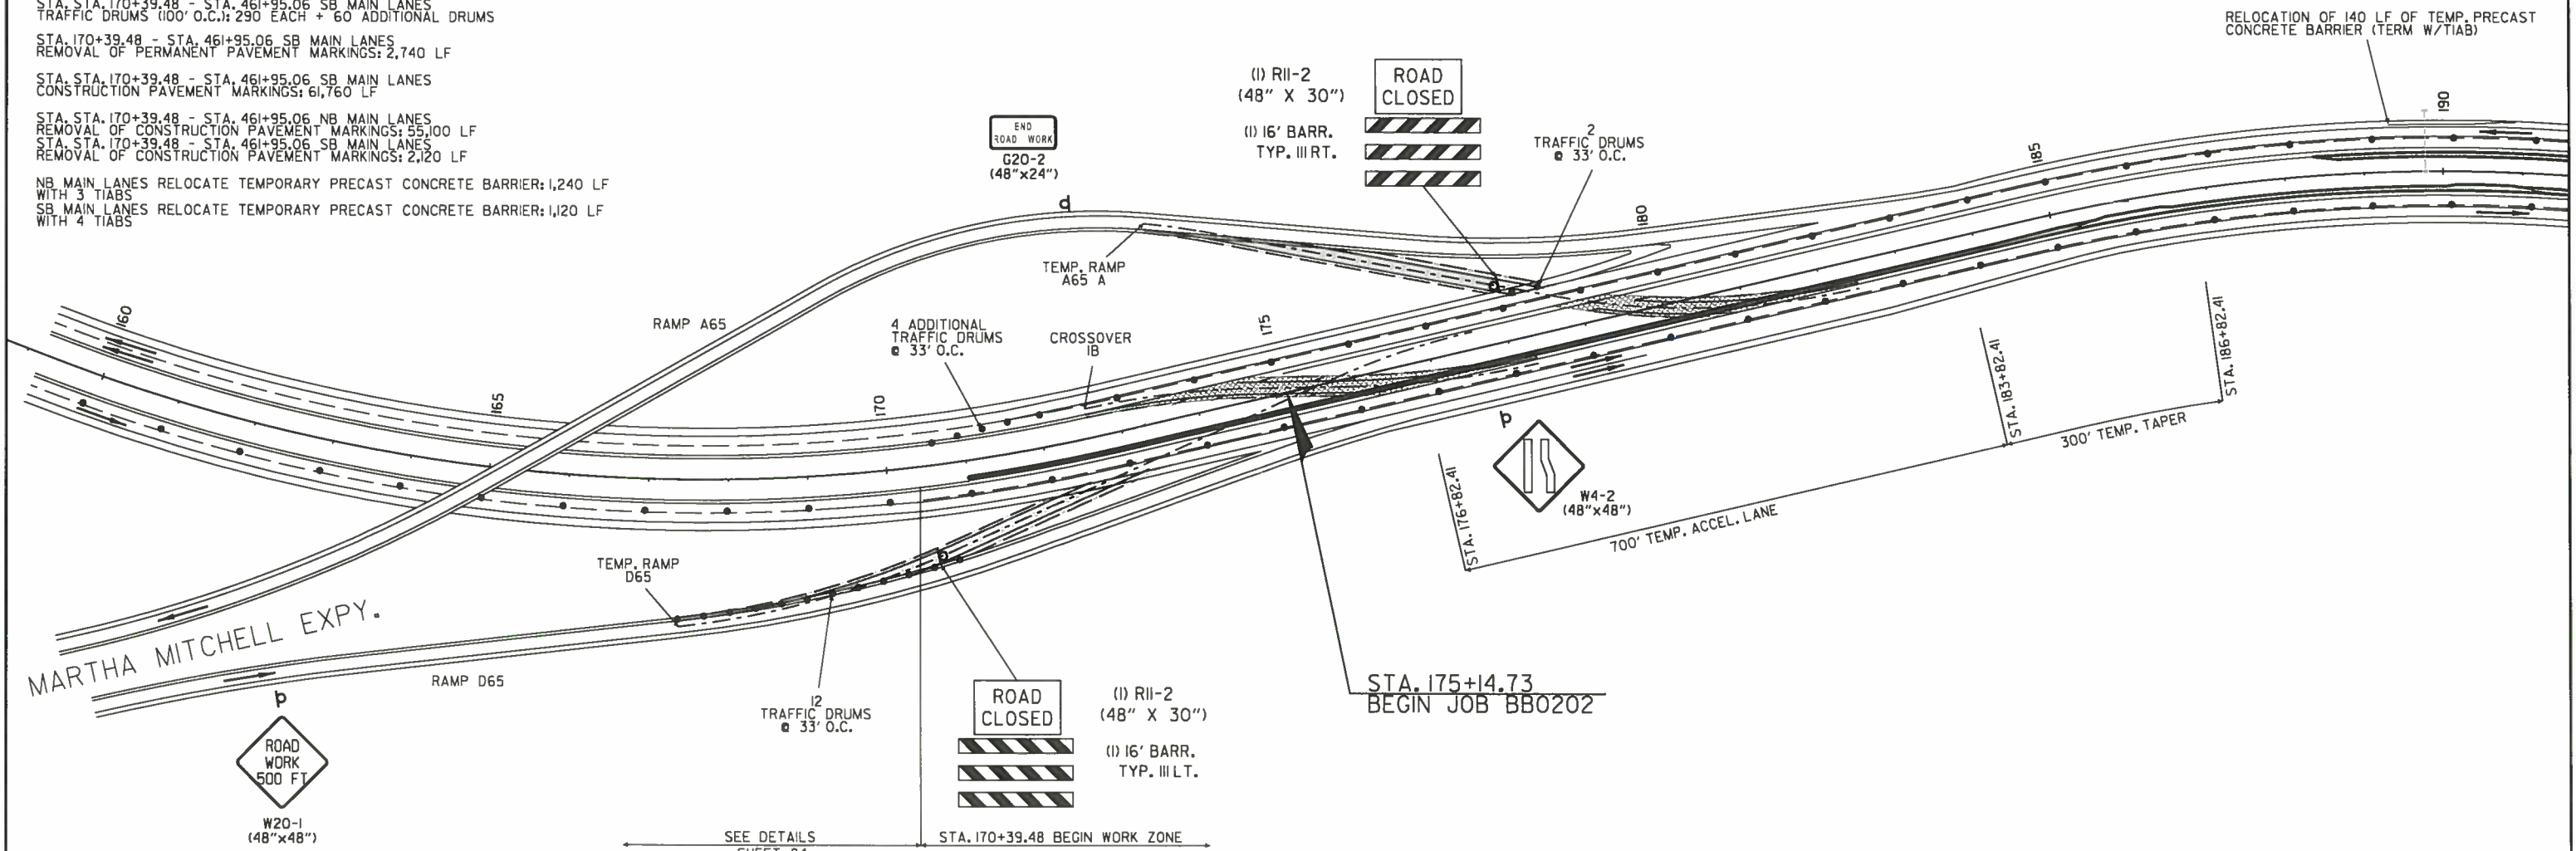 STA. STA. 170+39.48 - STA. 461+95.06 SB MAIN LANES
TRAFFIC DRUMS (100' O.C.): 290 EACH + 60 ADDITIONAL DRUMS
STA. 170+39.48 - STA. 461+95.06 SB MAIN LANES
REMOVAL OF PERMANENT PAVEMENT MARKINGS: 2,740 LF
STA. STA. 170+39.48 - STA. 461+95.06 SB MAIN LANES
CONSTRUCTION PAVEMENT MARKINGS: 61,760 LF
STA. STA. 170+39.48 - STA. 461+95.06 NB MAIN LANES
REMOVAL OF CONSTRUCTION PAVEMENT MARKINGS: 55,100 LF
STA. STA. 170+39.48 - STA. 461+95.06 SB MAIN LANES
REMOVAL OF CONSTRUCTION PAVEMENT MARKINGS: 2,120 LF
NB MAIN LANES RELOCATE TEMPORARY PRECAST CONCRETE BARRIER: 1,240 LF
WITH 3 TIABS
SB MAIN LANES RELOCATE TEMPORARY PRECAST CONCRETE BARRIER: 1,120 LF
WITH 4 TIABS
END
ROAD WORK
G20-2
(48"x24")
(1) R11-2
(48" X 30")
ROAD
CLOSED
(1) 16' BARR.
TYP. III RT.
2
TRAFFIC DRUMS
@ 33' O.C.
RELOCATION OF 140 LF OF TEMP. PRECAST
CONCRETE BARRIER (TERM W/TIAB)
160
165
170
175
180
185
190
TEMP. RAMP
A65 A
RAMP A65
4 ADDITIONAL
TRAFFIC DRUMS
@ 33' O.C.
CROSSOVER
1B
STA. 176+82.41
STA. 183+82.41
STA. 186+82.41
700' TEMP. ACCEL. LANE
300' TEMP. TAPER
W4-2
(48"x48")
TEMP. RAMP
D65
MARTHA MITCHELL EXPY.
RAMP D65
12
TRAFFIC DRUMS
@ 33' O.C.
ROAD
CLOSED
(1) R11-2
(48" X 30")
(1) 16' BARR.
TYP. III LT.
STA. 175+14.73
BEGIN JOB BB0202
ROAD
WORK
500 FT
W20-1
(48"x48")
SEE DETAILS
STA. 170+39.48 BEGIN WORK ZONE